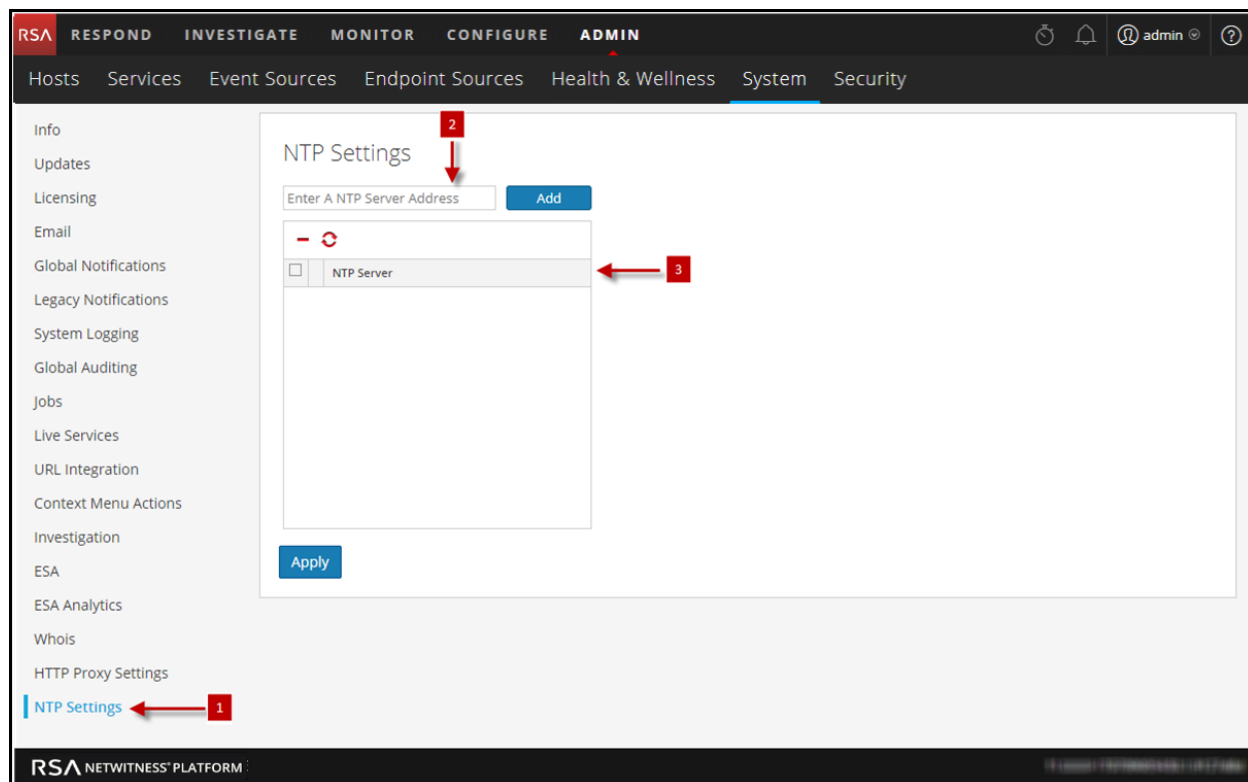 RSA RESPOND INVESTIGATE MONITOR CONFIGURE ADMIN admin ?
Hosts Services Event Sources Endpoint Sources Health & Wellness System Security
Info
Updates
Licensing
Email
Global Notifications
Legacy Notifications
System Logging
Global Auditing
Jobs
Live Services
URL Integration
Context Menu Actions
Investigation
ESA
ESA Analytics
Whois
HTTP Proxy Settings
NTP Settings
1
2
NTP Settings
Enter A NTP Server Address Add
NTP Server
3
Apply
RSA NETWITNESS® PLATFORM